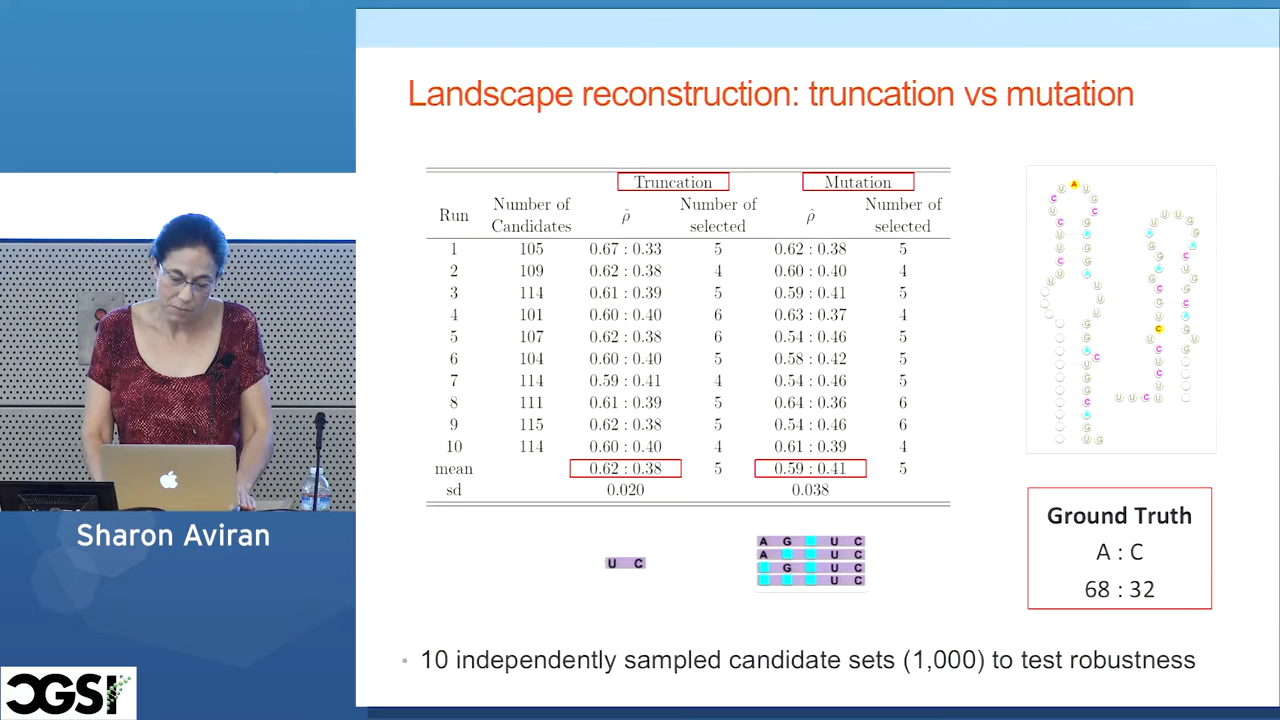 Landscape reconstruction: truncation vs mutation
Truncation Mutation
Run Number of Candidates ρ̂ Number of selected ρ̂ Number of selected
1 105 0.67 : 0.33 5 0.62 : 0.38 5
2 109 0.62 : 0.38 4 0.60 : 0.40 4
3 114 0.61 : 0.39 5 0.59 : 0.41 5
4 101 0.60 : 0.40 6 0.63 : 0.37 4
5 107 0.62 : 0.38 6 0.54 : 0.46 5
6 104 0.60 : 0.40 5 0.58 : 0.42 5
7 114 0.59 : 0.41 4 0.54 : 0.46 5
8 111 0.61 : 0.39 5 0.64 : 0.36 6
9 115 0.62 : 0.38 5 0.54 : 0.46 6
10 114 0.60 : 0.40 4 0.61 : 0.39 4
mean 0.62 : 0.38 5 0.59 : 0.41 5
sd 0.020 0.038
U C
A G U C
A U C
G U C
U C
Ground Truth
A : C
68 : 32
• 10 independently sampled candidate sets (1,000) to test robustness
Sharon Aviran
CGSI